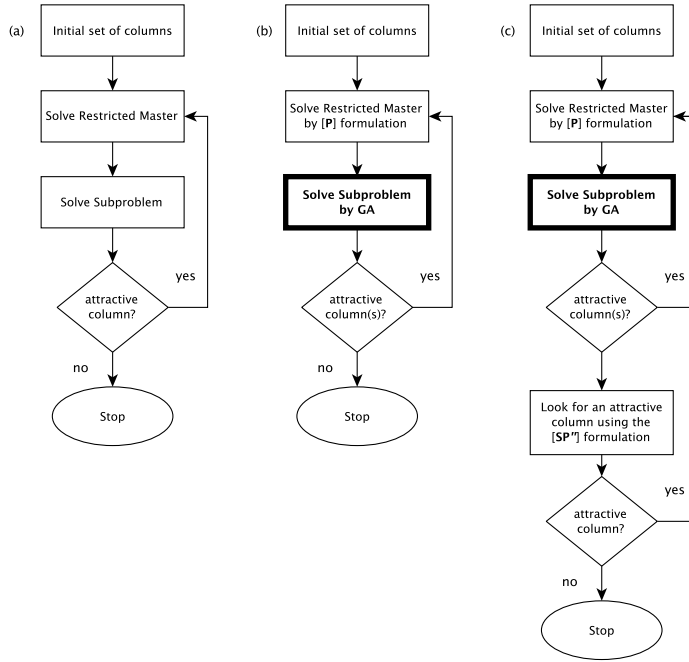 (a)
Initial set of columns
Solve Restricted Master
Solve Subproblem
attractive
column?
yes
no
Stop
(b)
Initial set of columns
Solve Restricted Master
by [P] formulation
Solve Subproblem
by GA
attractive
column(s)?
yes
no
Stop
(c)
Initial set of columns
Solve Restricted Master
by [P] formulation
Solve Subproblem
by GA
attractive
column(s)?
yes
Look for an attractive
column using the
[SP″] formulation
attractive
column?
yes
no
Stop